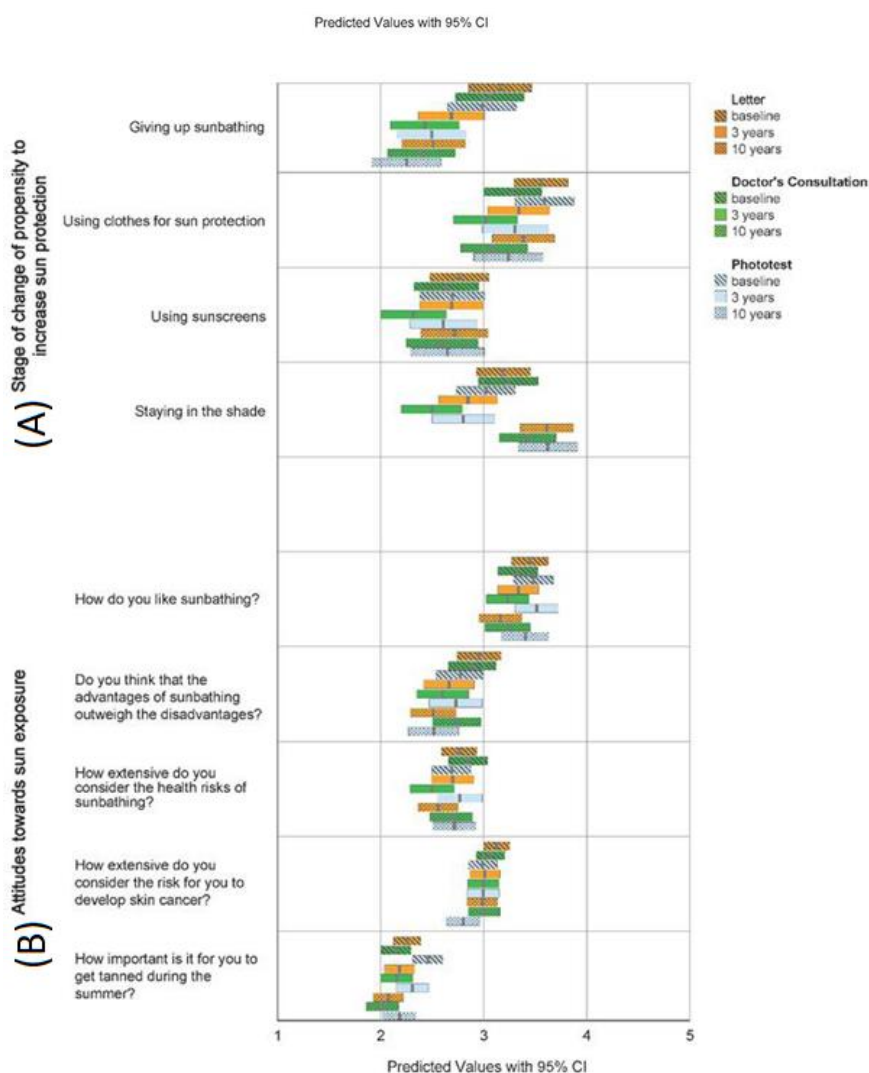 Predicted Values with 95% CI
(A) Stage of change of propensity to
increase sun protection
Giving up sunbathing
Using clothes for sun protection
Using sunscreens
Staying in the shade
(B) Attitudes towards sun exposure
How do you like sunbathing?
Do you think that the
advantages of sunbathing
outweigh the disadvantages?
How extensive do you
consider the health risks of
sunbathing?
How extensive do you
consider the risk for you to
develop skin cancer?
How important is it for you to
get tanned during the
summer?
Letter
baseline
3 years
10 years
Doctor's Consultation
baseline
3 years
10 years
Phototest
baseline
3 years
10 years
1 2 3 4 5
Predicted Values with 95% CI